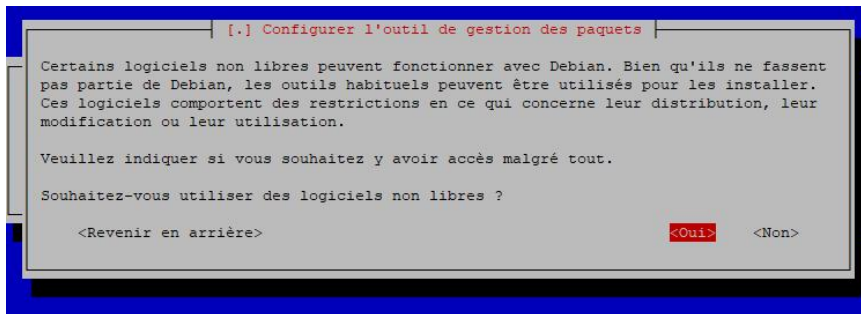 [.] Configurer l'outil de gestion des paquets
Certains logiciels non libres peuvent fonctionner avec Debian. Bien qu'ils ne fassent
pas partie de Debian, les outils habituels peuvent être utilisés pour les installer.
Ces logiciels comportent des restrictions en ce qui concerne leur distribution, leur
modification ou leur utilisation.
Veuillez indiquer si vous souhaitez y avoir accès malgré tout.
Souhaitez-vous utiliser des logiciels non libres ?
<Revenir en arrière> <Oui> <Non>